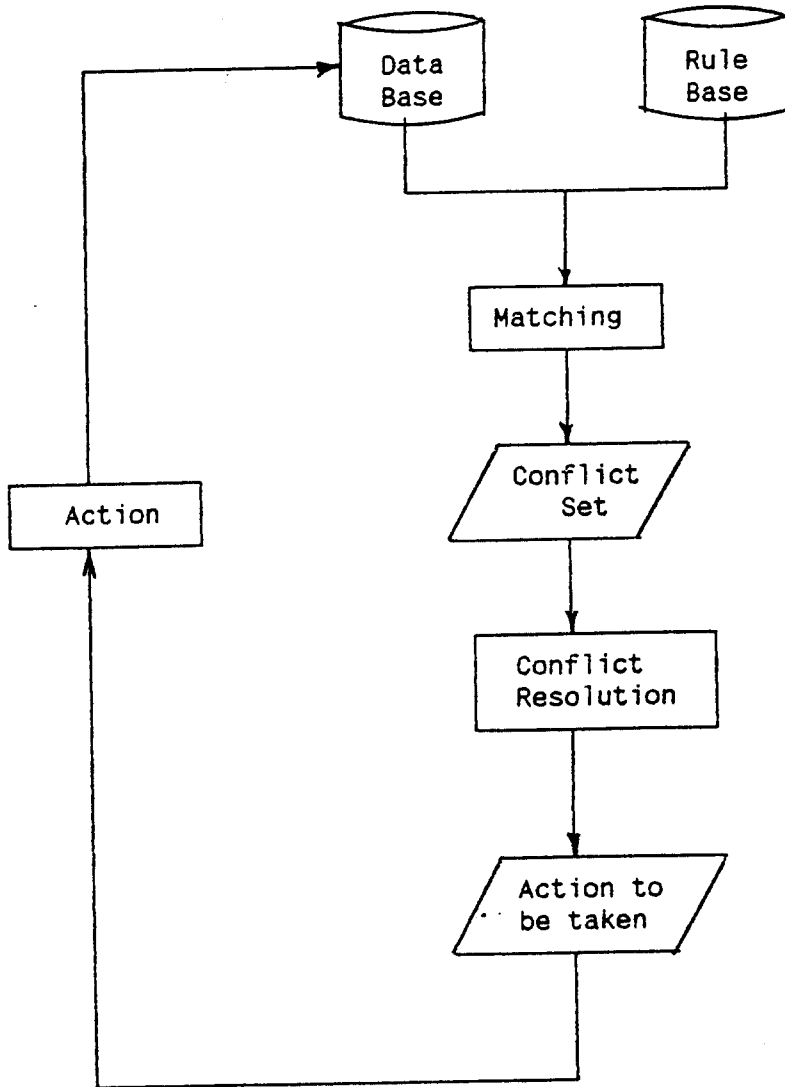 Data
Base
Rule
Base
Matching
Conflict
Set
Action
Conflict
Resolution
Action to
be taken